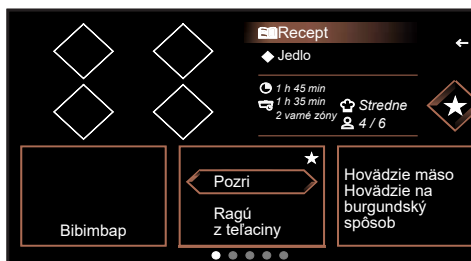 Recept
Jedlo
1 h 45 min
1 h 35 min
2 varné zóny
Stredne
4 / 6
Bibimbap
Pozri
Ragú
z teľaciny
Hovädzie mäso
Hovädzie na
burgundský
spôsob